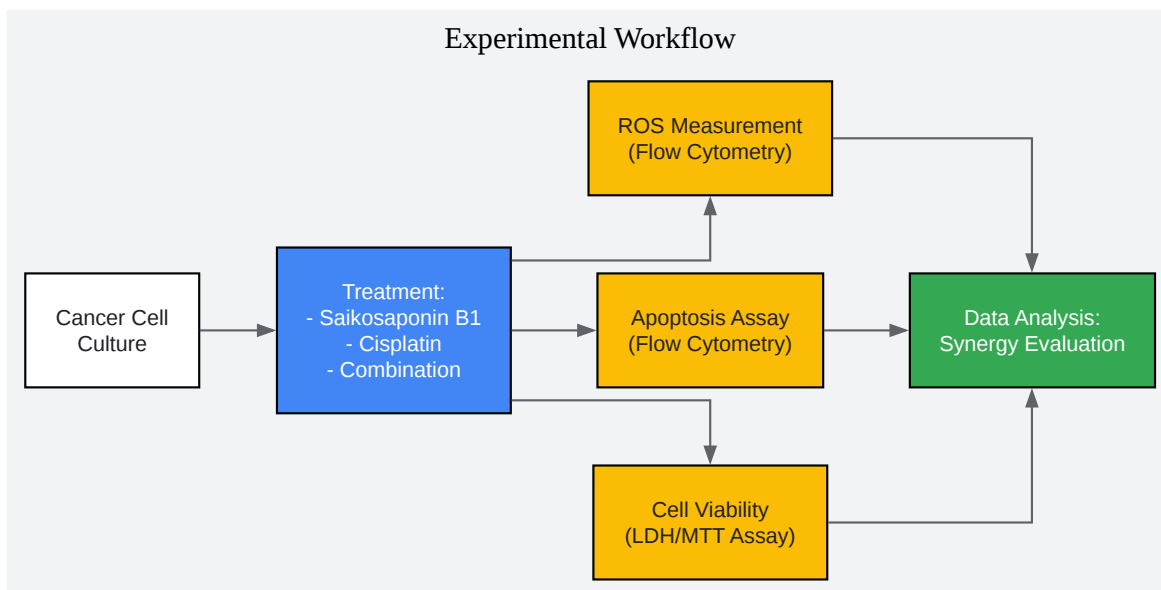 Experimental Workflow
ROS Measurement
(Flow Cytometry)
Cancer Cell
Culture
Treatment:
- Saikosaponin B1
- Cisplatin
- Combination
Apoptosis Assay
(Flow Cytometry)
Data Analysis:
Synergy Evaluation
Cell Viability
(LDH/MTT Assay)